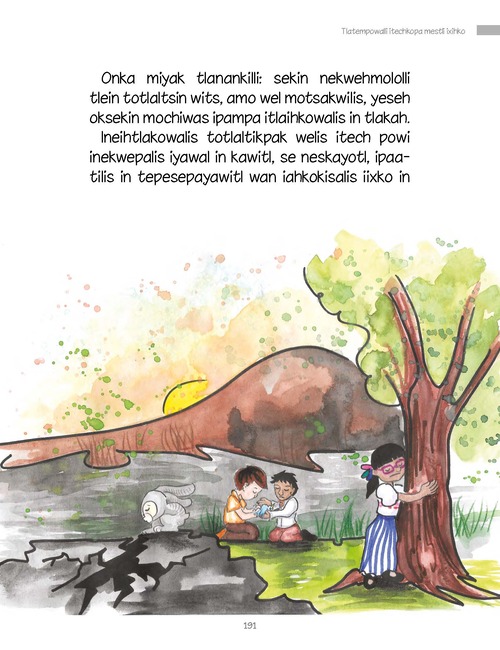 Tlatempowalli itechkopa mestli ixihko
Onka miyak tlanankilli: sekin nekwehmololli
tlein totlaltsin wits, amo wel motsakwilis, yeseh
oksekin mochiwas ipampa itlaihkowalis in tlakah.
Ineihtlakowalis totlaltikpak welis itech powi
inekwepalis iyawal in kawitl, se neskayotl, ipaa-
tilis in tepesepayawitl wan iahkokisalis iixko in
191